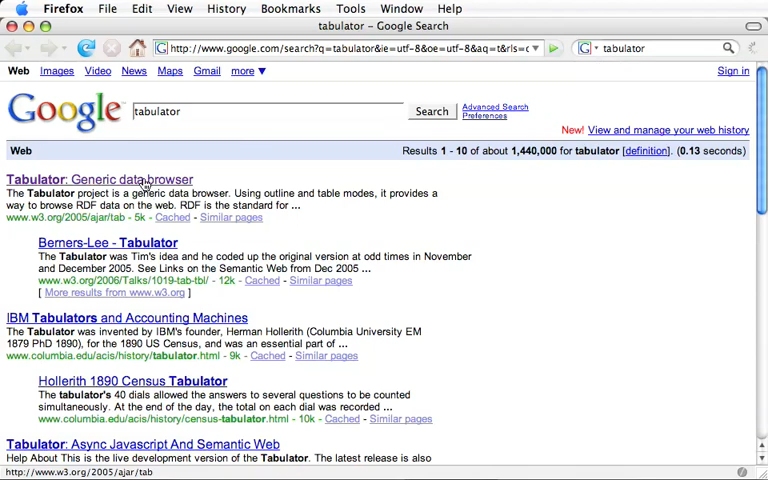 Firefox File Edit View History Bookmarks Tools Window Help
tabulator - Google Search
http://www.google.com/search?q=tabulator&ie=utf-8&oe=utf-8&aq=t&rls=c
tabulator
Web Images Video News Maps Gmail more ▼
Sign in
Google
tabulator
Search
Advanced Search
Preferences
New! View and manage your web history
Web
Results 1 - 10 of about 1,440,000 for tabulator [definition]. (0.13 seconds)
Tabulator: Generic data browser
The Tabulator project is a generic data browser. Using outline and table modes, it provides a
way to browse RDF data on the web. RDF is the standard for ...
www.w3.org/2005/ajar/tab - 5k - Cached - Similar pages
Berners-Lee - Tabulator
The Tabulator was Tim's idea and he coded up the original version at odd times in November
and December 2005. See Links on the Semantic Web from Dec 2005 ...
www.w3.org/2006/Talks/1019-tab-tbl/ - 12k - Cached - Similar pages
[ More results from www.w3.org ]
IBM Tabulators and Accounting Machines
The Tabulator was invented by IBM's founder, Herman Hollerith (Columbia University EM
1879 PhD 1890), for the 1890 US Census, and was an essential part of ...
www.columbia.edu/acis/history/tabulator.html - 9k - Cached - Similar pages
Hollerith 1890 Census Tabulator
The tabulator's 40 dials allowed the answers to several questions to be counted
simultaneously. At the end of the day, the total on each dial was recorded ...
www.columbia.edu/acis/history/census-tabulator.html - 10k - Cached - Similar pages
Tabulator: Async Javascript And Semantic Web
Help About This is the live development version of the Tabulator. The latest release is also
http://www.w3.org/2005/ajar/tab